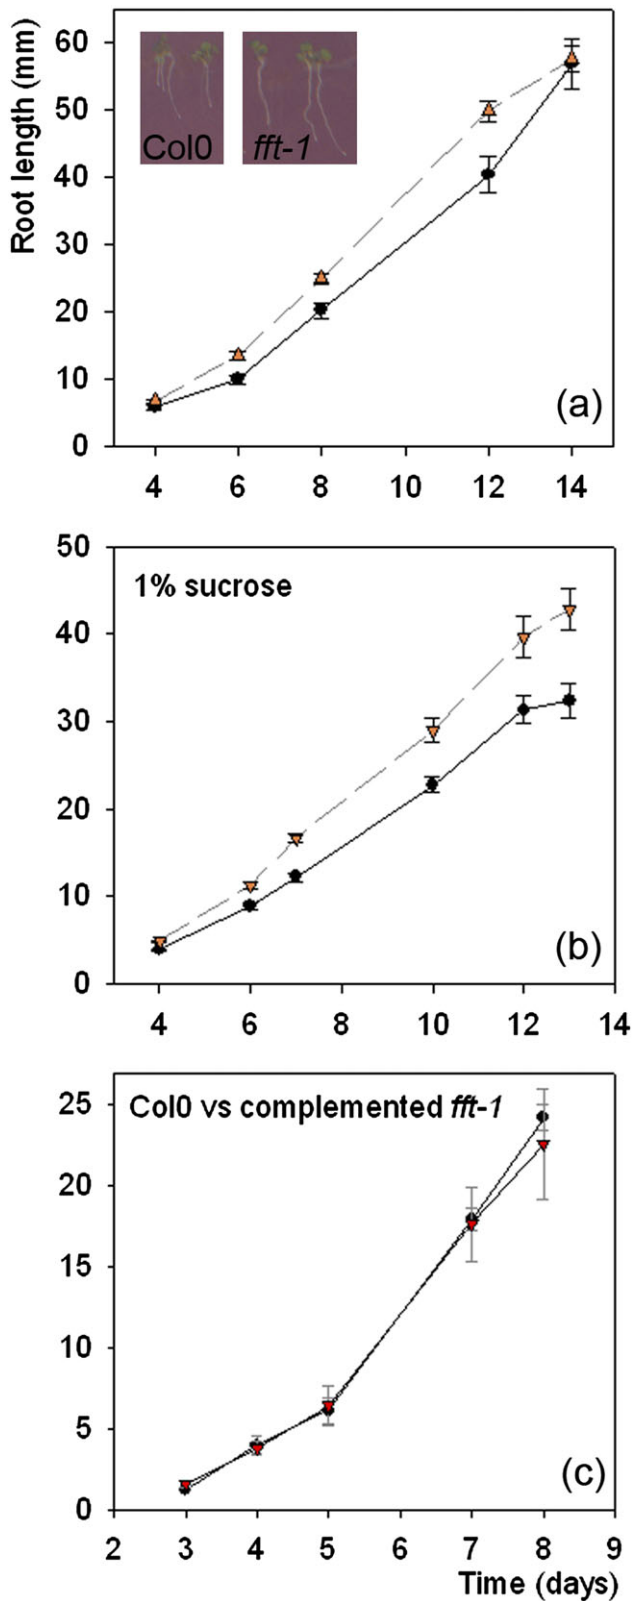 Root length (mm)
60
50
40
30
20
10
0
Col0
fft-1
(a)
4 6 8 10 12 14
50
40
30
20
10
0
1% sucrose
(b)
4 6 8 10 12 14
25
20
15
10
5
0
Col0 vs complemented fft-1
(c)
2 3 4 5 6 7 8 9
Time (days)